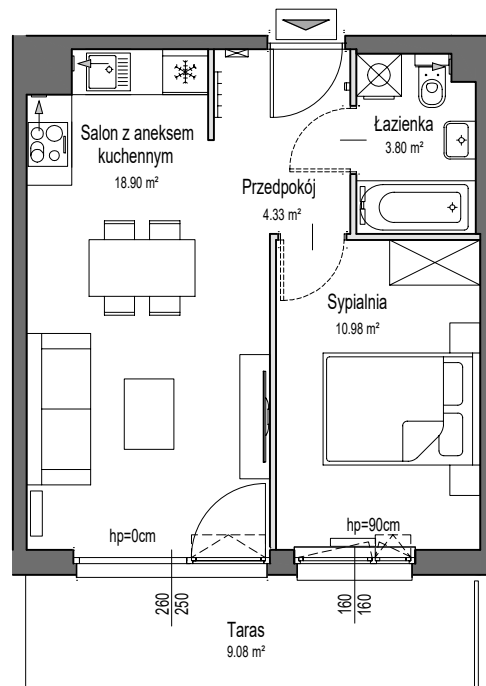 Salon z aneksem
kuchennym
18.90 m²
Łazienka
3.80 m²
Przedpokój
4.33 m²
Sypialnia
10.98 m²
hp=0cm
hp=90cm
260
250
160
160
Taras
9.08 m²